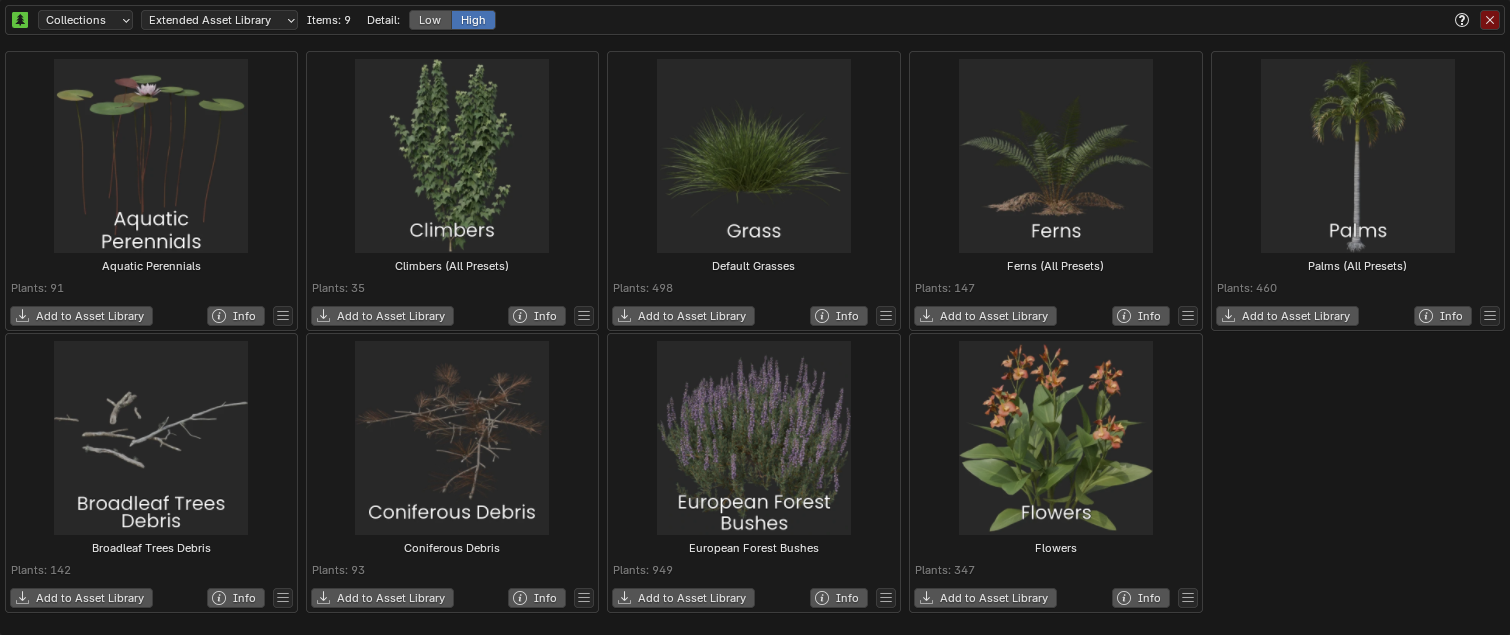 Collections
Extended Asset Library
Items: 9
Detail:
Low
High
Aquatic
Perennials
Aquatic Perennials
Plants: 91
Add to Asset Library
Info
Climbers
Climbers (All Presets)
Plants: 35
Add to Asset Library
Info
Grass
Default Grasses
Plants: 498
Add to Asset Library
Info
Ferns
Ferns (All Presets)
Plants: 147
Add to Asset Library
Info
Palms
Palms (All Presets)
Plants: 460
Add to Asset Library
Info
Broadleaf Trees
Debris
Broadleaf Trees Debris
Plants: 142
Add to Asset Library
Info
Coniferous Debris
Coniferous Debris
Plants: 93
Add to Asset Library
Info
European Forest
Bushes
European Forest Bushes
Plants: 949
Add to Asset Library
Info
Flowers
Flowers
Plants: 347
Add to Asset Library
Info